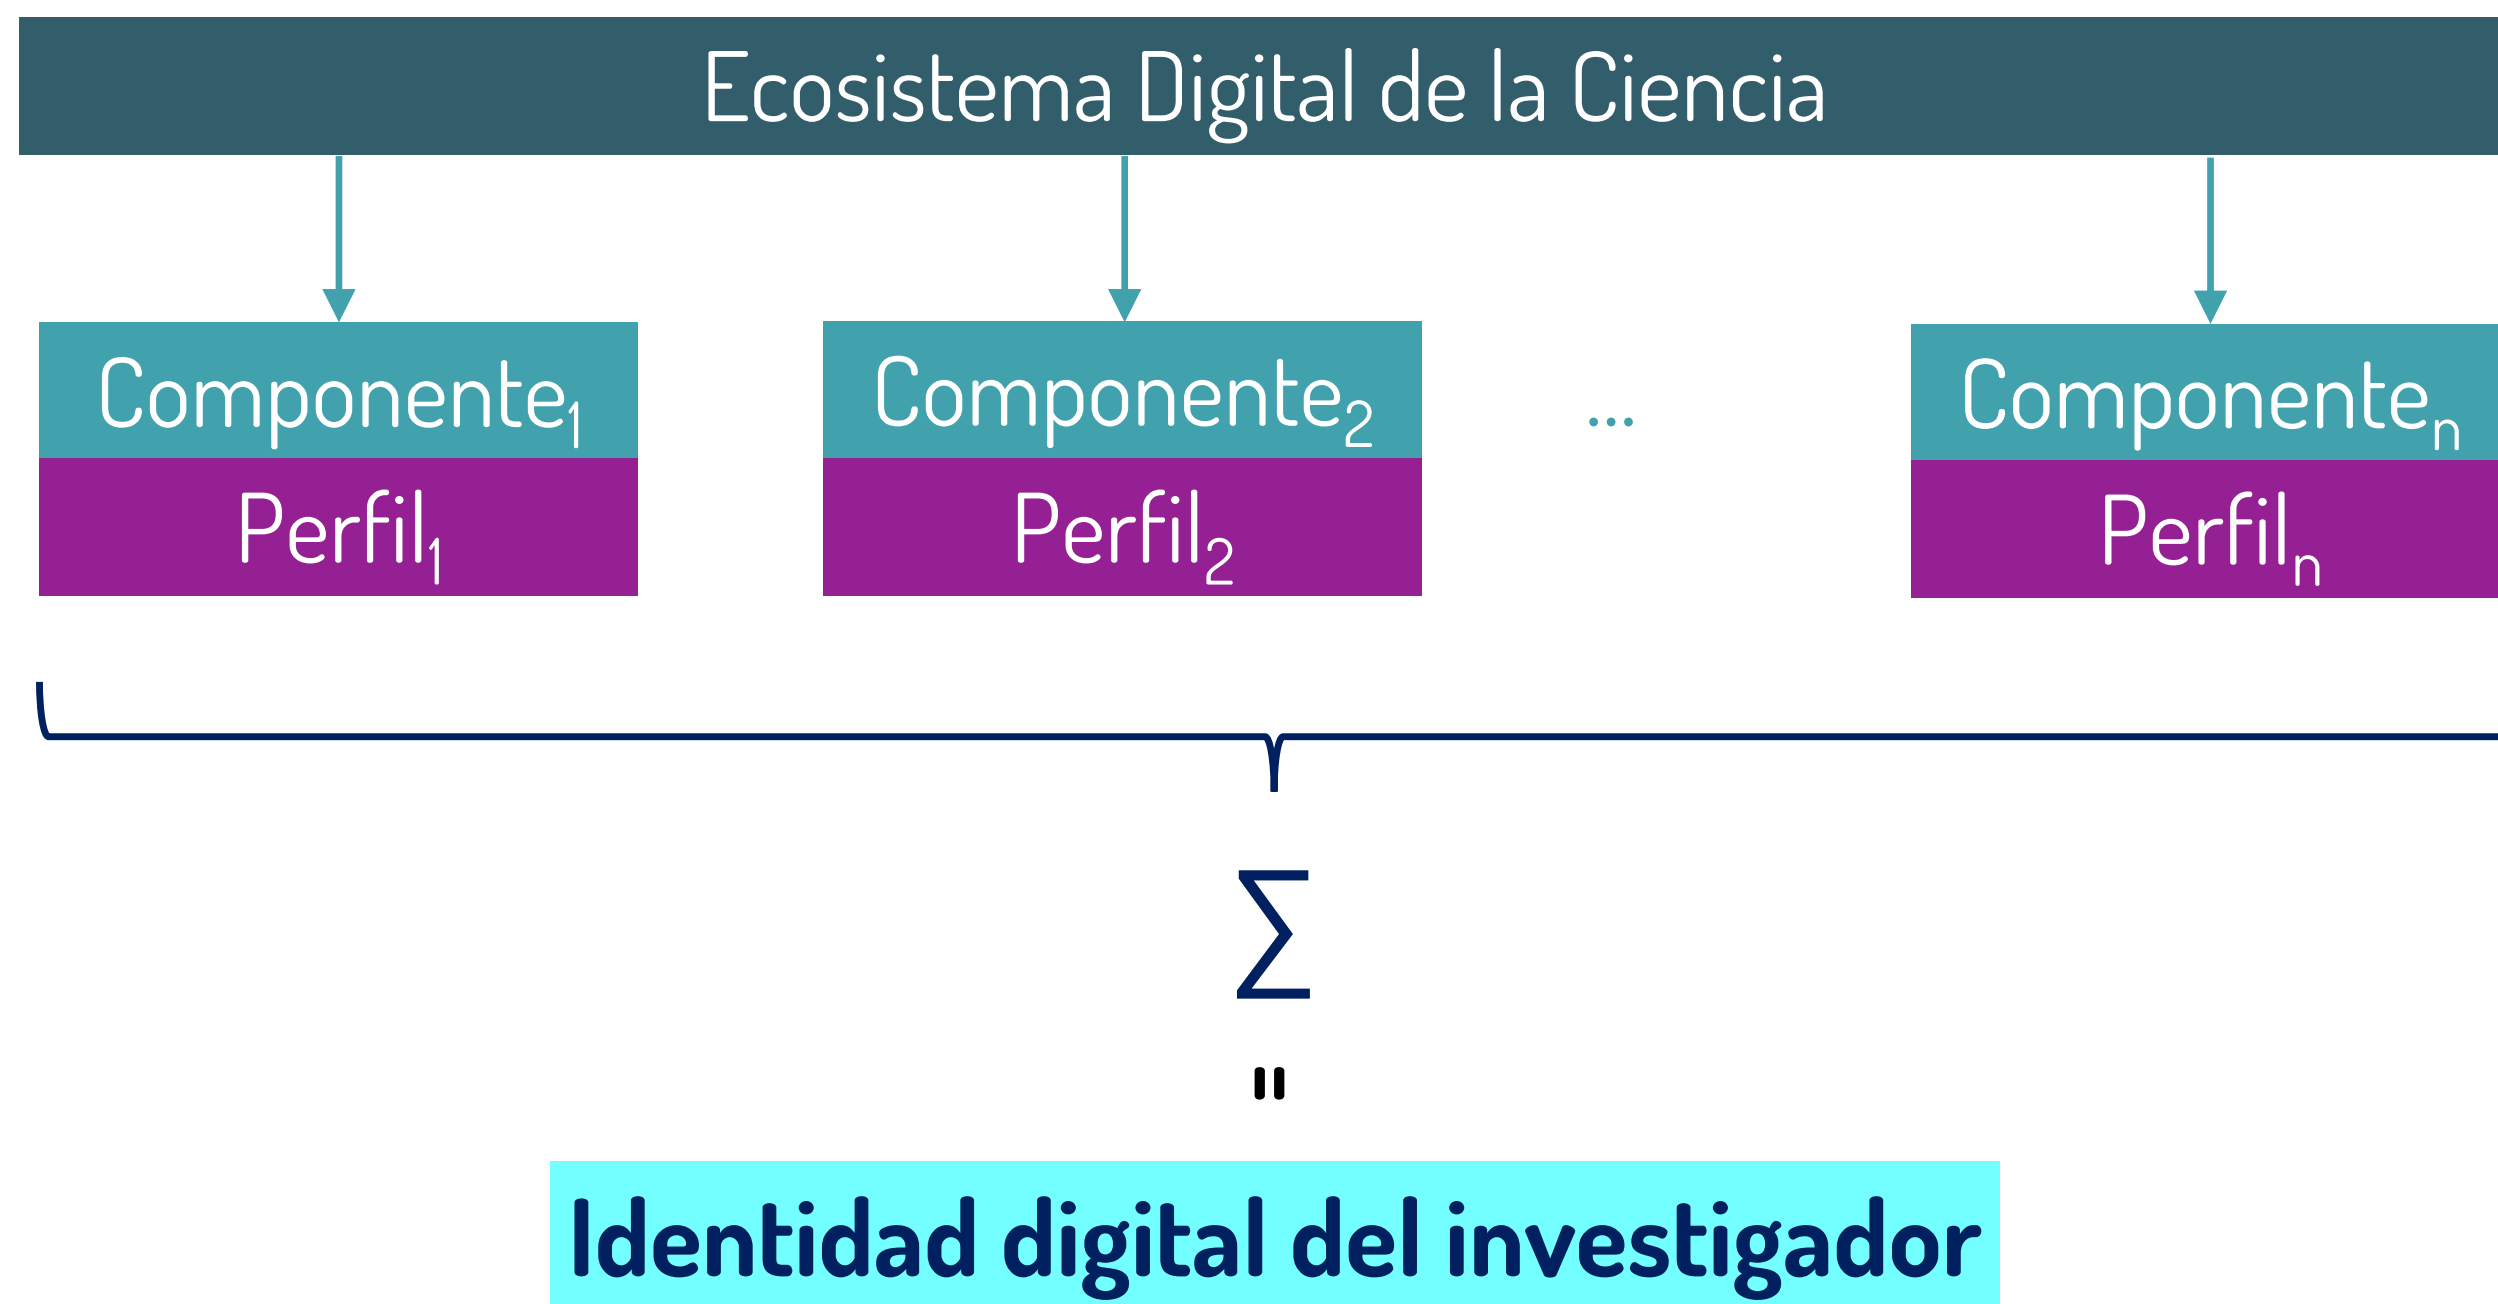 Ecosistema Digital de la Ciencia
Componente₁
Componente₂
...
Componenteₙ
Perfil₁
Perfil₂
Perfilₙ
Σ
=
Identidad digital del investigador